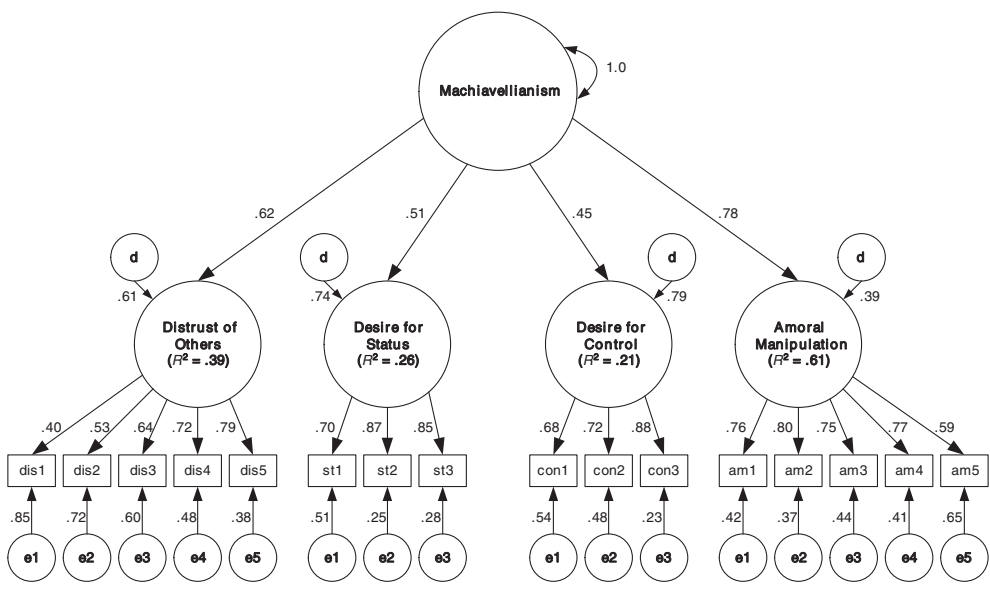 Machiavellianism
1.0
.62
.51
.45
.78
d
d
d
d
.61
.74
.79
.39
Distrust of
Others
(R² = .39)
Desire for
Status
(R² = .26)
Desire for
Control
(R² = .21)
Amoral
Manipulation
(R² = .61)
.40 .53 .64 .72 .79
.70 .87 .85
.68 .72 .88
.76 .80 .75 .77 .59
dis1 dis2 dis3 dis4 dis5
st1 st2 st3
con1 con2 con3
am1 am2 am3 am4 am5
.85 .72 .60 .48 .38
.51 .25 .28
.54 .48 .23
.42 .37 .44 .41 .65
e1 e2 e3 e4 e5
e1 e2 e3
e1 e2 e3
e1 e2 e3 e4 e5